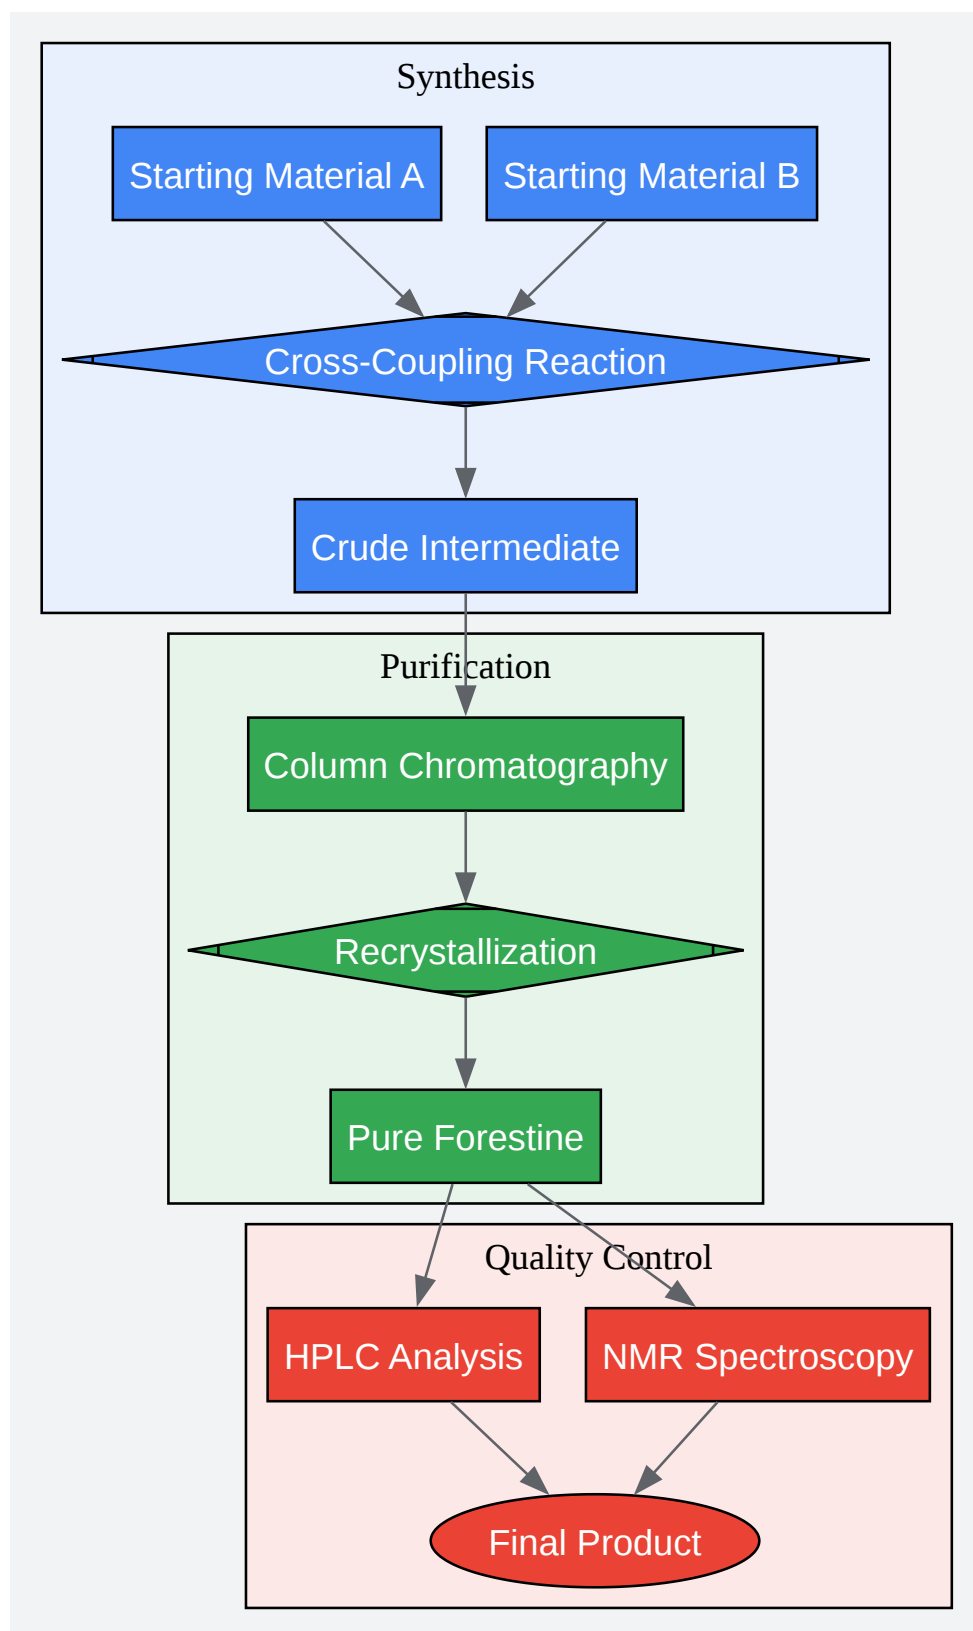 Synthesis
Starting Material A
Starting Material B
Cross-Coupling Reaction
Crude Intermediate
Purification
Column Chromatography
Recrystallization
Pure Forestine
Quality Control
HPLC Analysis
NMR Spectroscopy
Final Product